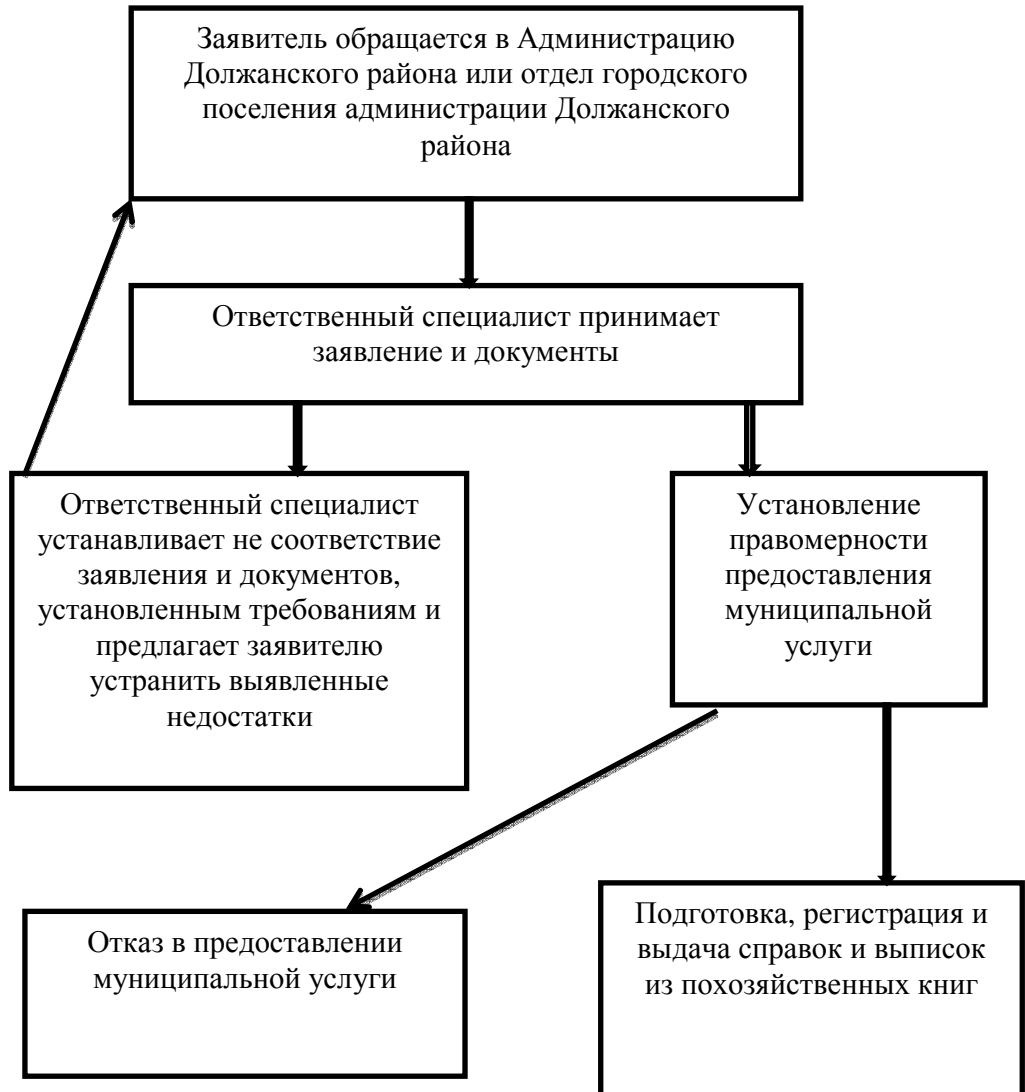 Заявитель обращается в Администрацию
Должанского района или отдел городского
поселения администрации Должанского
района
Ответственный специалист принимает
заявление и документы
Ответственный специалист
устанавливает не соответствие
заявления и документов,
установленным требованиям и
предлагает заявителю
устранить выявленные
недостатки
Установление
правомерности
предоставления
муниципальной
услуги
Отказ в предоставлении
муниципальной услуги
Подготовка, регистрация и
выдача справок и выписок
из похозяйственных книг